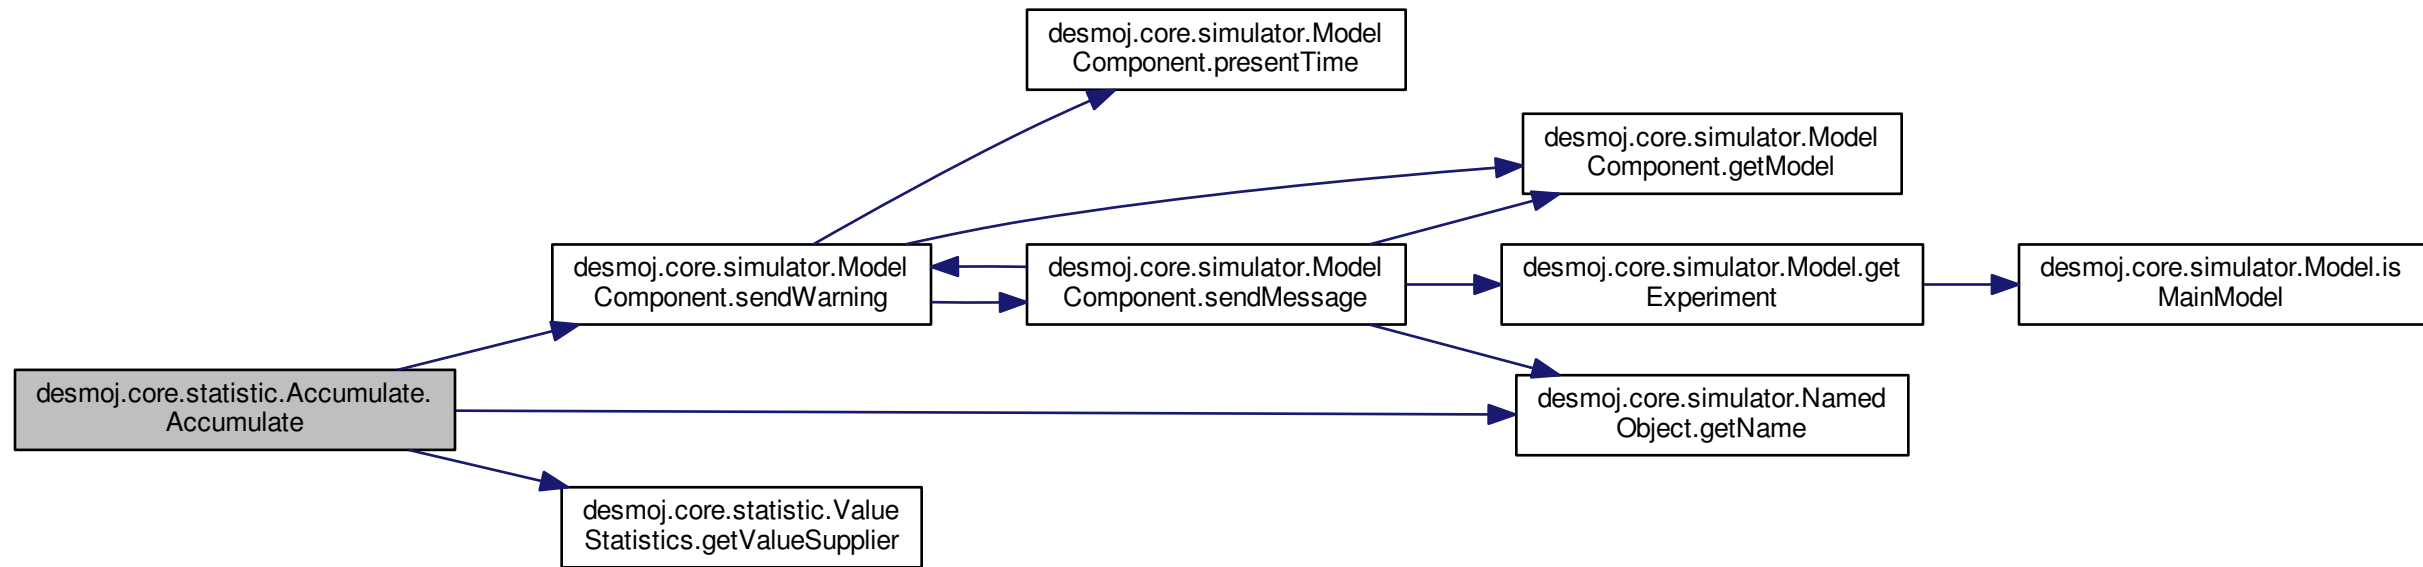 desmoj.core.simulator.Model
Component.presentTime
desmoj.core.simulator.Model
Component.getModel
desmoj.core.simulator.Model
Component.sendWarning
desmoj.core.simulator.Model
Component.sendMessage
desmoj.core.simulator.Model.get
Experiment
desmoj.core.simulator.Model.is
MainModel
desmoj.core.statistic.Accumulate.
Accumulate
desmoj.core.simulator.Named
Object.getName
desmoj.core.statistic.Value
Statistics.getValueSupplier